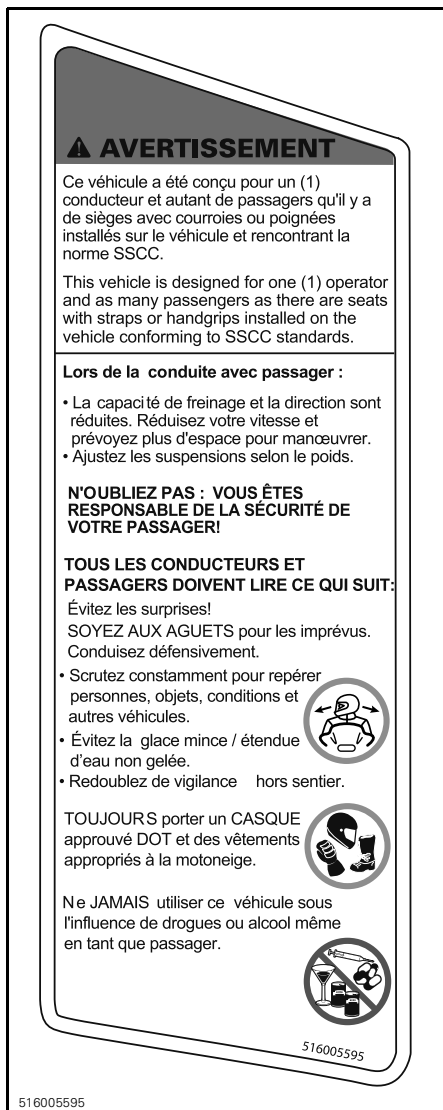 AVERTISSEMENT
Ce véhicule a été conçu pour un (1)
conducteur et autant de passagers qu'il y a
de sièges avec courroies ou poignées
installés sur le véhicule et rencontrant la
norme SSCC.
This vehicle is designed for one (1) operator
and as many passengers as there are seats
with straps or handgrips installed on the
vehicle conforming to SSCC standards.
Lors de la conduite avec passager :
• La capacité de freinage et la direction sont
réduites. Réduisez votre vitesse et
prévoyez plus d'espace pour manœuvrer.
• Ajustez les suspensions selon le poids.
N'OUBLIEZ PAS : VOUS ÊTES
RESPONSABLE DE LA SÉCURITÉ DE
VOTRE PASSAGER!
TOUS LES CONDUCTEURS ET
PASSAGERS DOIVENT LIRE CE QUI SUIT:
Évitez les surprises!
SOYEZ AUX AGUETS pour les imprévus.
Conduisez défensivement.
• Scrutez constamment pour repérer
personnes, objets, conditions et
autres véhicules.
• Évitez la glace mince / étendue
d'eau non gelée.
• Redoublez de vigilance hors sentier.
TOUJOURS porter un CASQUE
approuvé DOT et des vêtements
appropriés à la motoneige.
Ne JAMAIS utiliser ce véhicule sous
l'influence de drogues ou alcool même
en tant que passager.
516005595
516005595